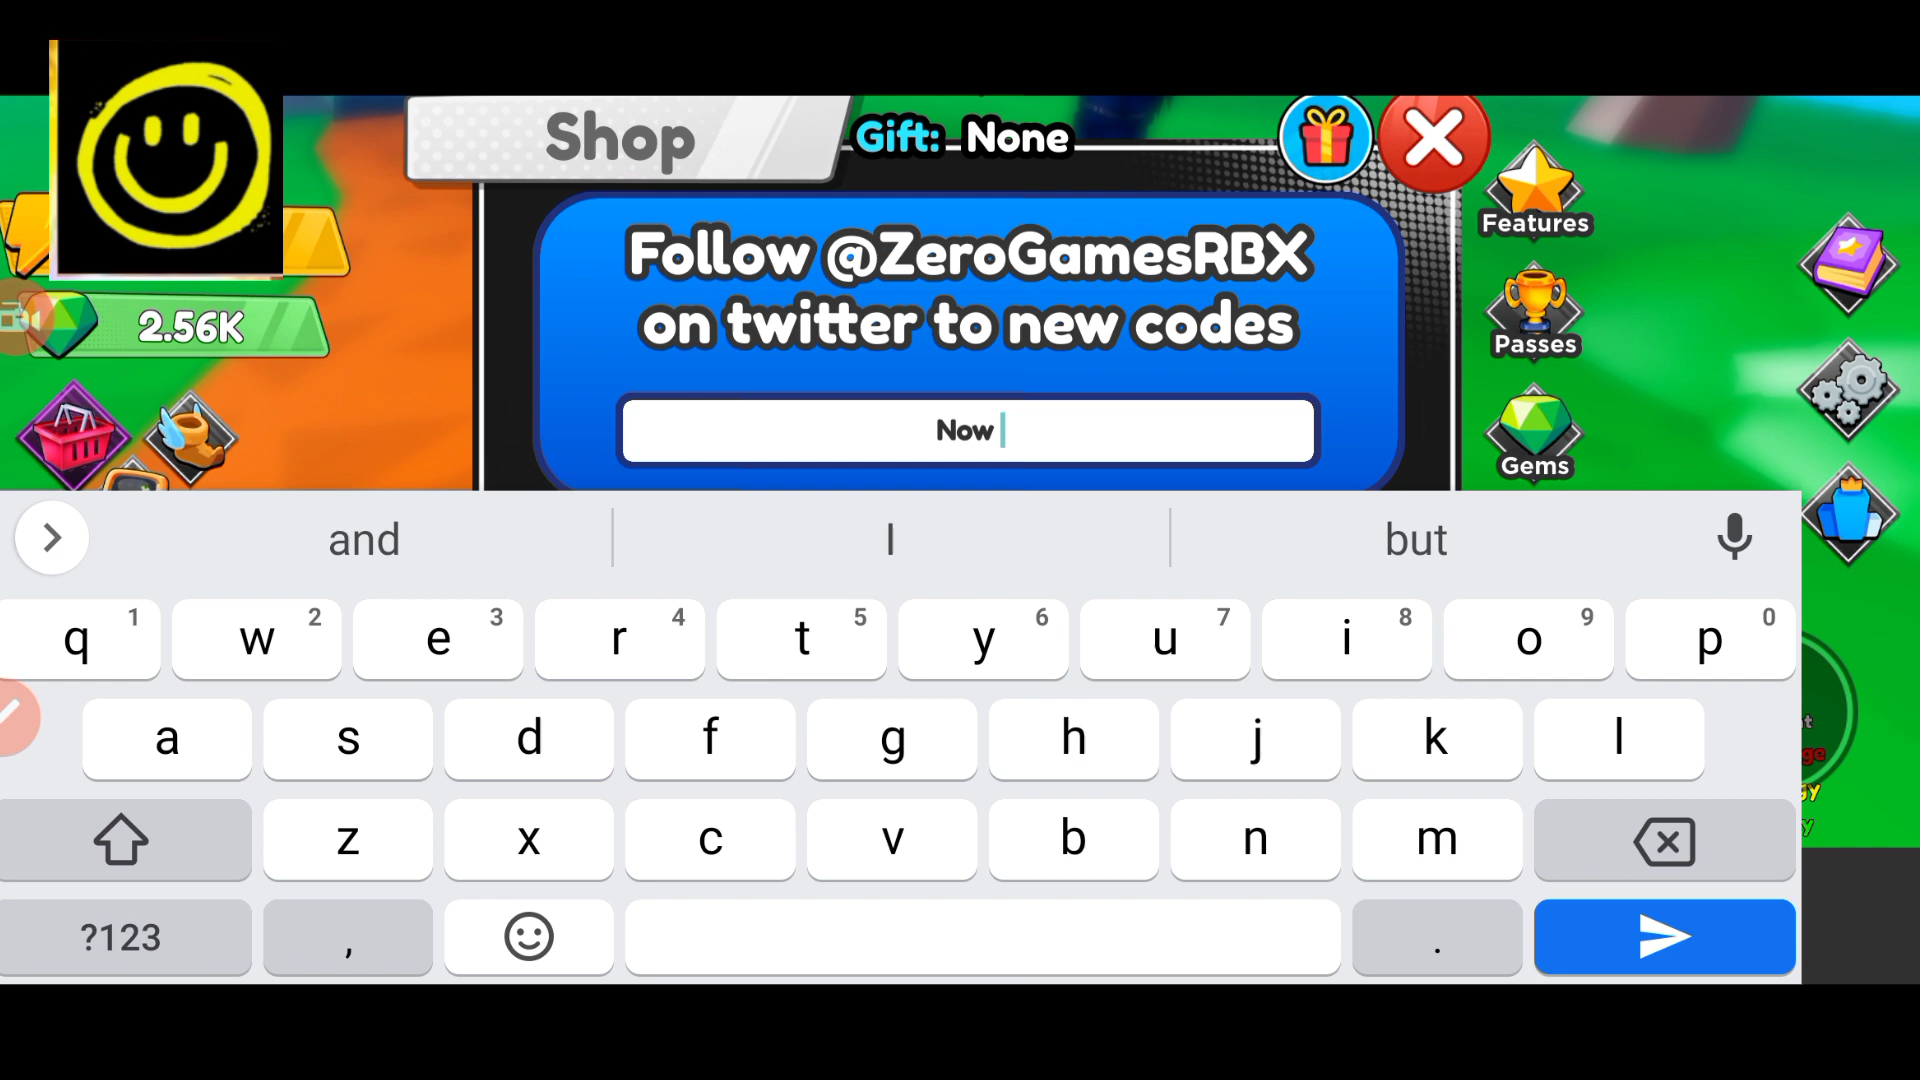 Shop
Gift: None
Follow @ZeroGamesRBX
on twitter to new codes
Now
Features
Passes
Gems
2.56K
and I but
q 1 w 2 e 3 r 4 t 5 y 6 u 7 i 8 o 9 p 0
a s d f g h j k l
z x c v b n m
?123 , .